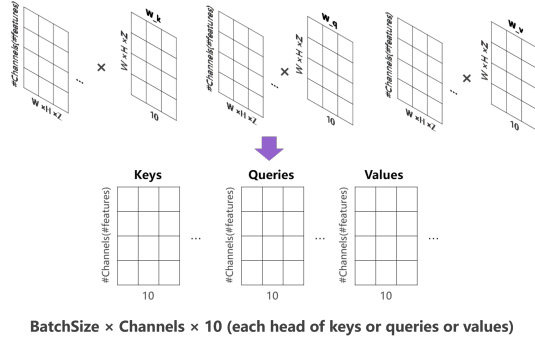 W_k
W_q
W_v
#Channels(#features)
W ×H ×Z
...
×
Z × H × W
10
#Channels(#features)
W ×H ×Z
...
×
Z × H × W
10
#Channels(#features)
W ×H ×Z
...
×
Z × H × W
10
Keys
Queries
Values
#Channels(#features)
...
#Channels(#features)
...
#Channels(#features)
...
10
10
10
BatchSize × Channels × 10 (each head of keys or queries or values)